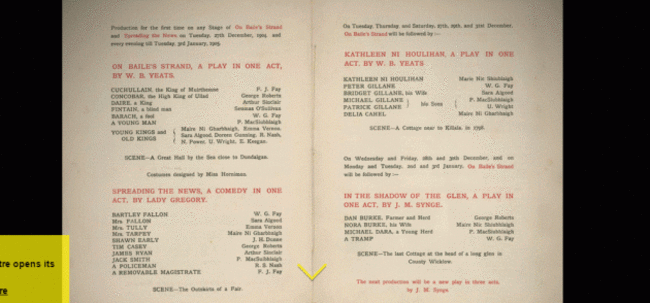 Production for the first time on any Stage of On Baile's Strand
and Spreading the News on Tuesday, 27th December, 1904, and
every evening till Tuesday, 3rd January, 1905.
ON BAILE'S STRAND, A PLAY IN ONE
ACT, BY W. B. YEATS.
CUCHULLAIN, the King of Muirthemne P. J. Fay
CONCOBAR, the High King of Ullad George Roberts
DAIRE, a King Arthur Sinclair
FINTAIN, a blind man Seumas O'Sullivan
BARACH, a fool W. G. Fay
A YOUNG MAN P. MacSiubhlaigh
YOUNG KINGS and OLD KINGS { Maire Ni Gharbhaigh, Emma Vernon,
Sara Algood, Doreen Gunning, R. Nash,
N. Power, U. Wright, E. Keegan.
SCENE—A Great Hall by the Sea close to Dundalgan.
Costumes designed by Miss Horniman.
SPREADING THE NEWS, A COMEDY IN ONE
ACT, BY LADY GREGORY.
BARTLEY FALLON W. G. Fay
Mrs. FALLON Sara Algood
Mrs. TULLY Emma Vernon
Mrs. TARPEY Maire Ni Gharbhaigh
SHAWN EARLY J. H. Dunne
TIM CASEY George Roberts
JAMES RYAN Arthur Sinclair
JACK SMITH P. MacSiubhlaigh
A POLICEMAN R. S. Nash
A REMOVABLE MAGISTRATE P. J. Fay
SCENE—The Outskirts of a Fair.
On Tuesday, Thursday, and Saturday, 27th, 29th, and 31st December,
On Baile's Strand will be followed by:—
KATHLEEN NI HOULIHAN, A PLAY IN ONE
ACT, BY W. B. YEATS
KATHLEEN NI HOULIHAN Maire Nic Shiubhlaigh
PETER GILLANE W. G. Fay
BRIDGET GILLANE, his Wife Sara Algood
MICHAEL GILLANE } his Sons { P. MacSiubhlaigh
PATRICK GILLANE U. Wright
DELIA CAHEL Maire Ni Gharbhaigh
SCENE—A Cottage near to Killala, in 1798.
On Wednesday and Friday, 28th and 30th December, and on
Monday and Tuesday, 2nd and 3rd January, On Baile's Strand
will be followed by:—
IN THE SHADOW OF THE GLEN, A PLAY IN
ONE ACT, BY J. M. SYNGE.
DAN BURKE, Farmer and Herd George Roberts
NORA BURKE, his Wife Maire Nic Shiubhlaigh
MICHAEL DARA, a Young Herd P. MacSiubhlaigh
A TRAMP W. G. Fay
SCENE—The last Cottage at the head of a long glen in
County Wicklow.
The next production will be a new play in three acts,
by J. M. Synge
tre opens its
re